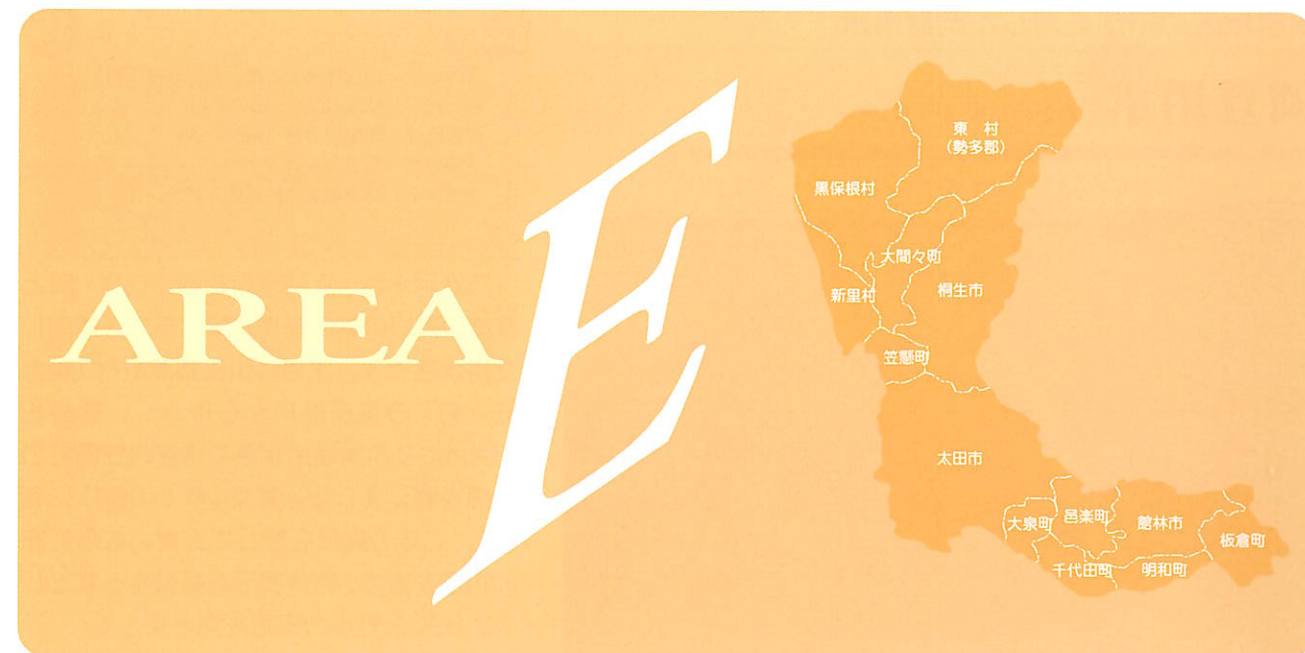 AREA E
東 村
(勢多郡)
黒保根村
大間々町
新里村
桐生市
笠懸町
太田市
大泉町
邑楽町
館林市
板倉町
千代田町
明和町